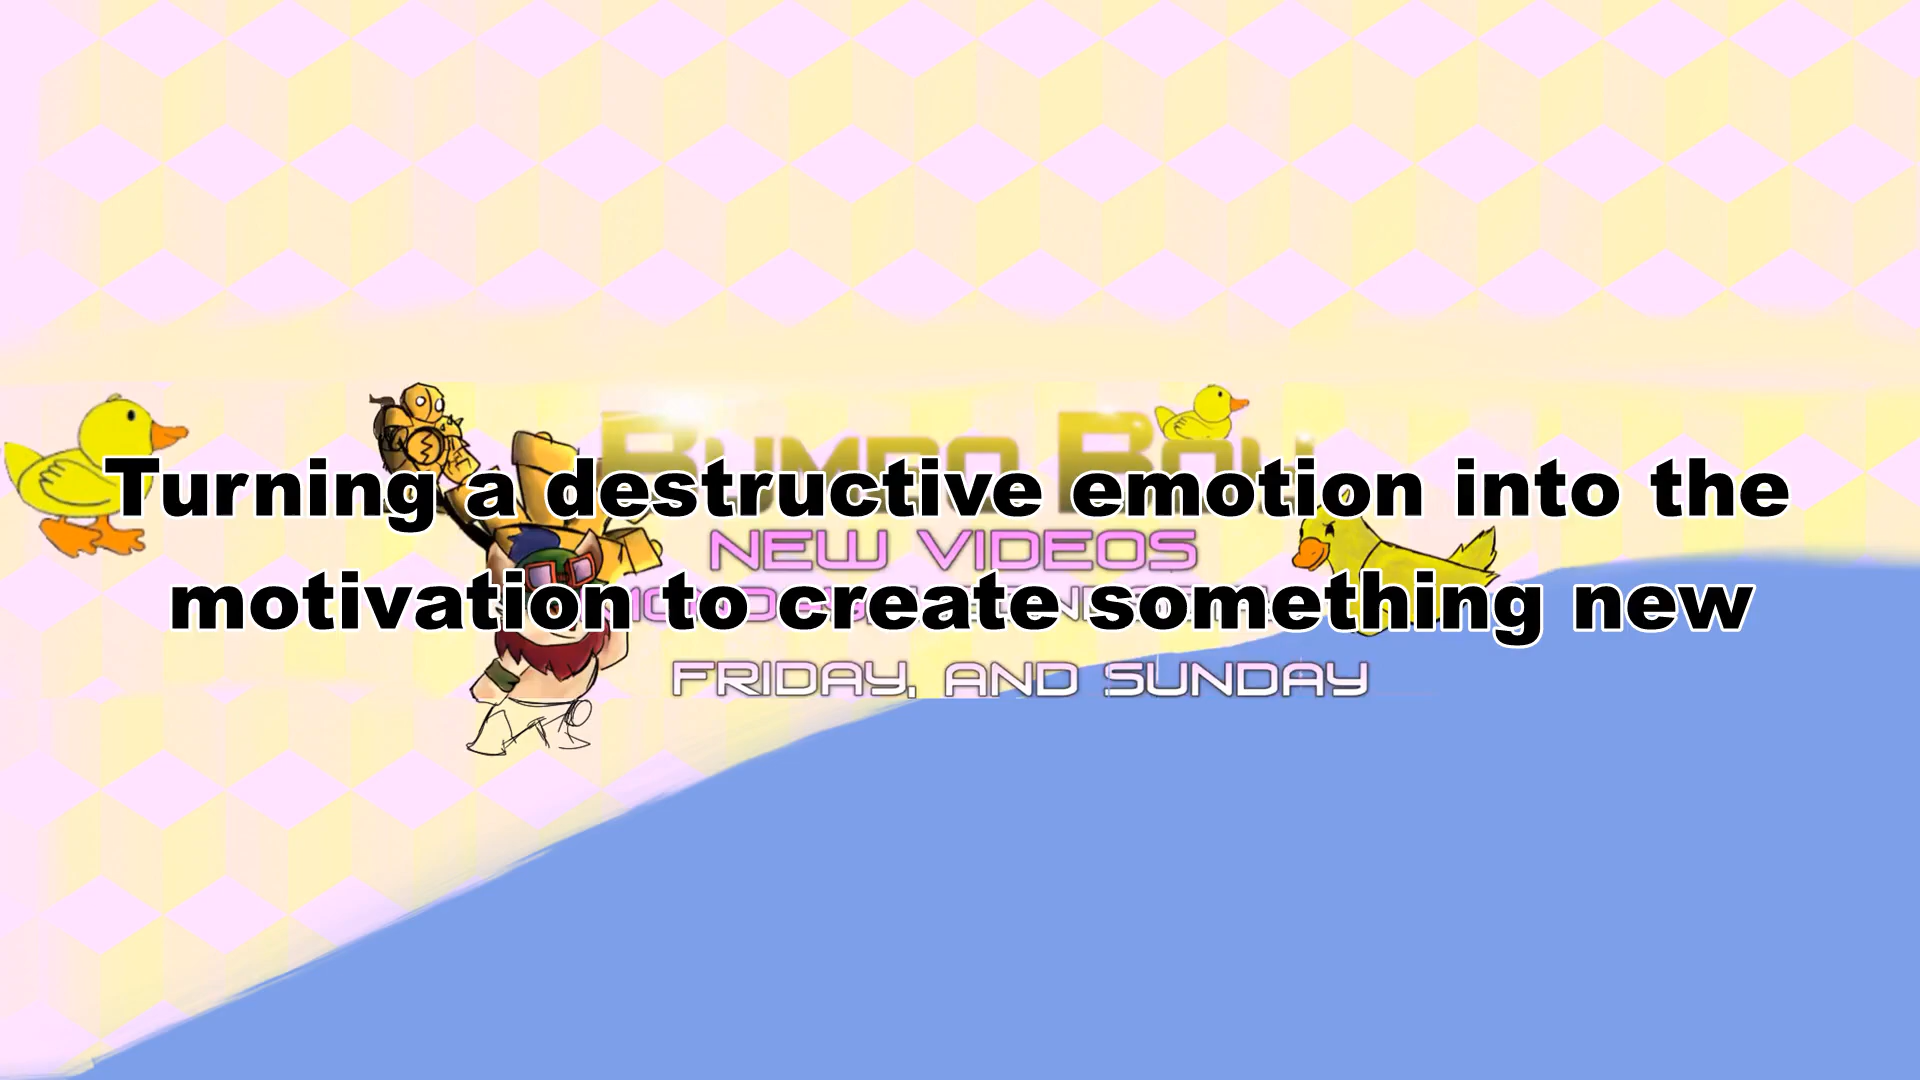 Turning a destructive emotion into the
NEW VIDEOS
motivation to create something new
FRIDAY, AND SUNDAY